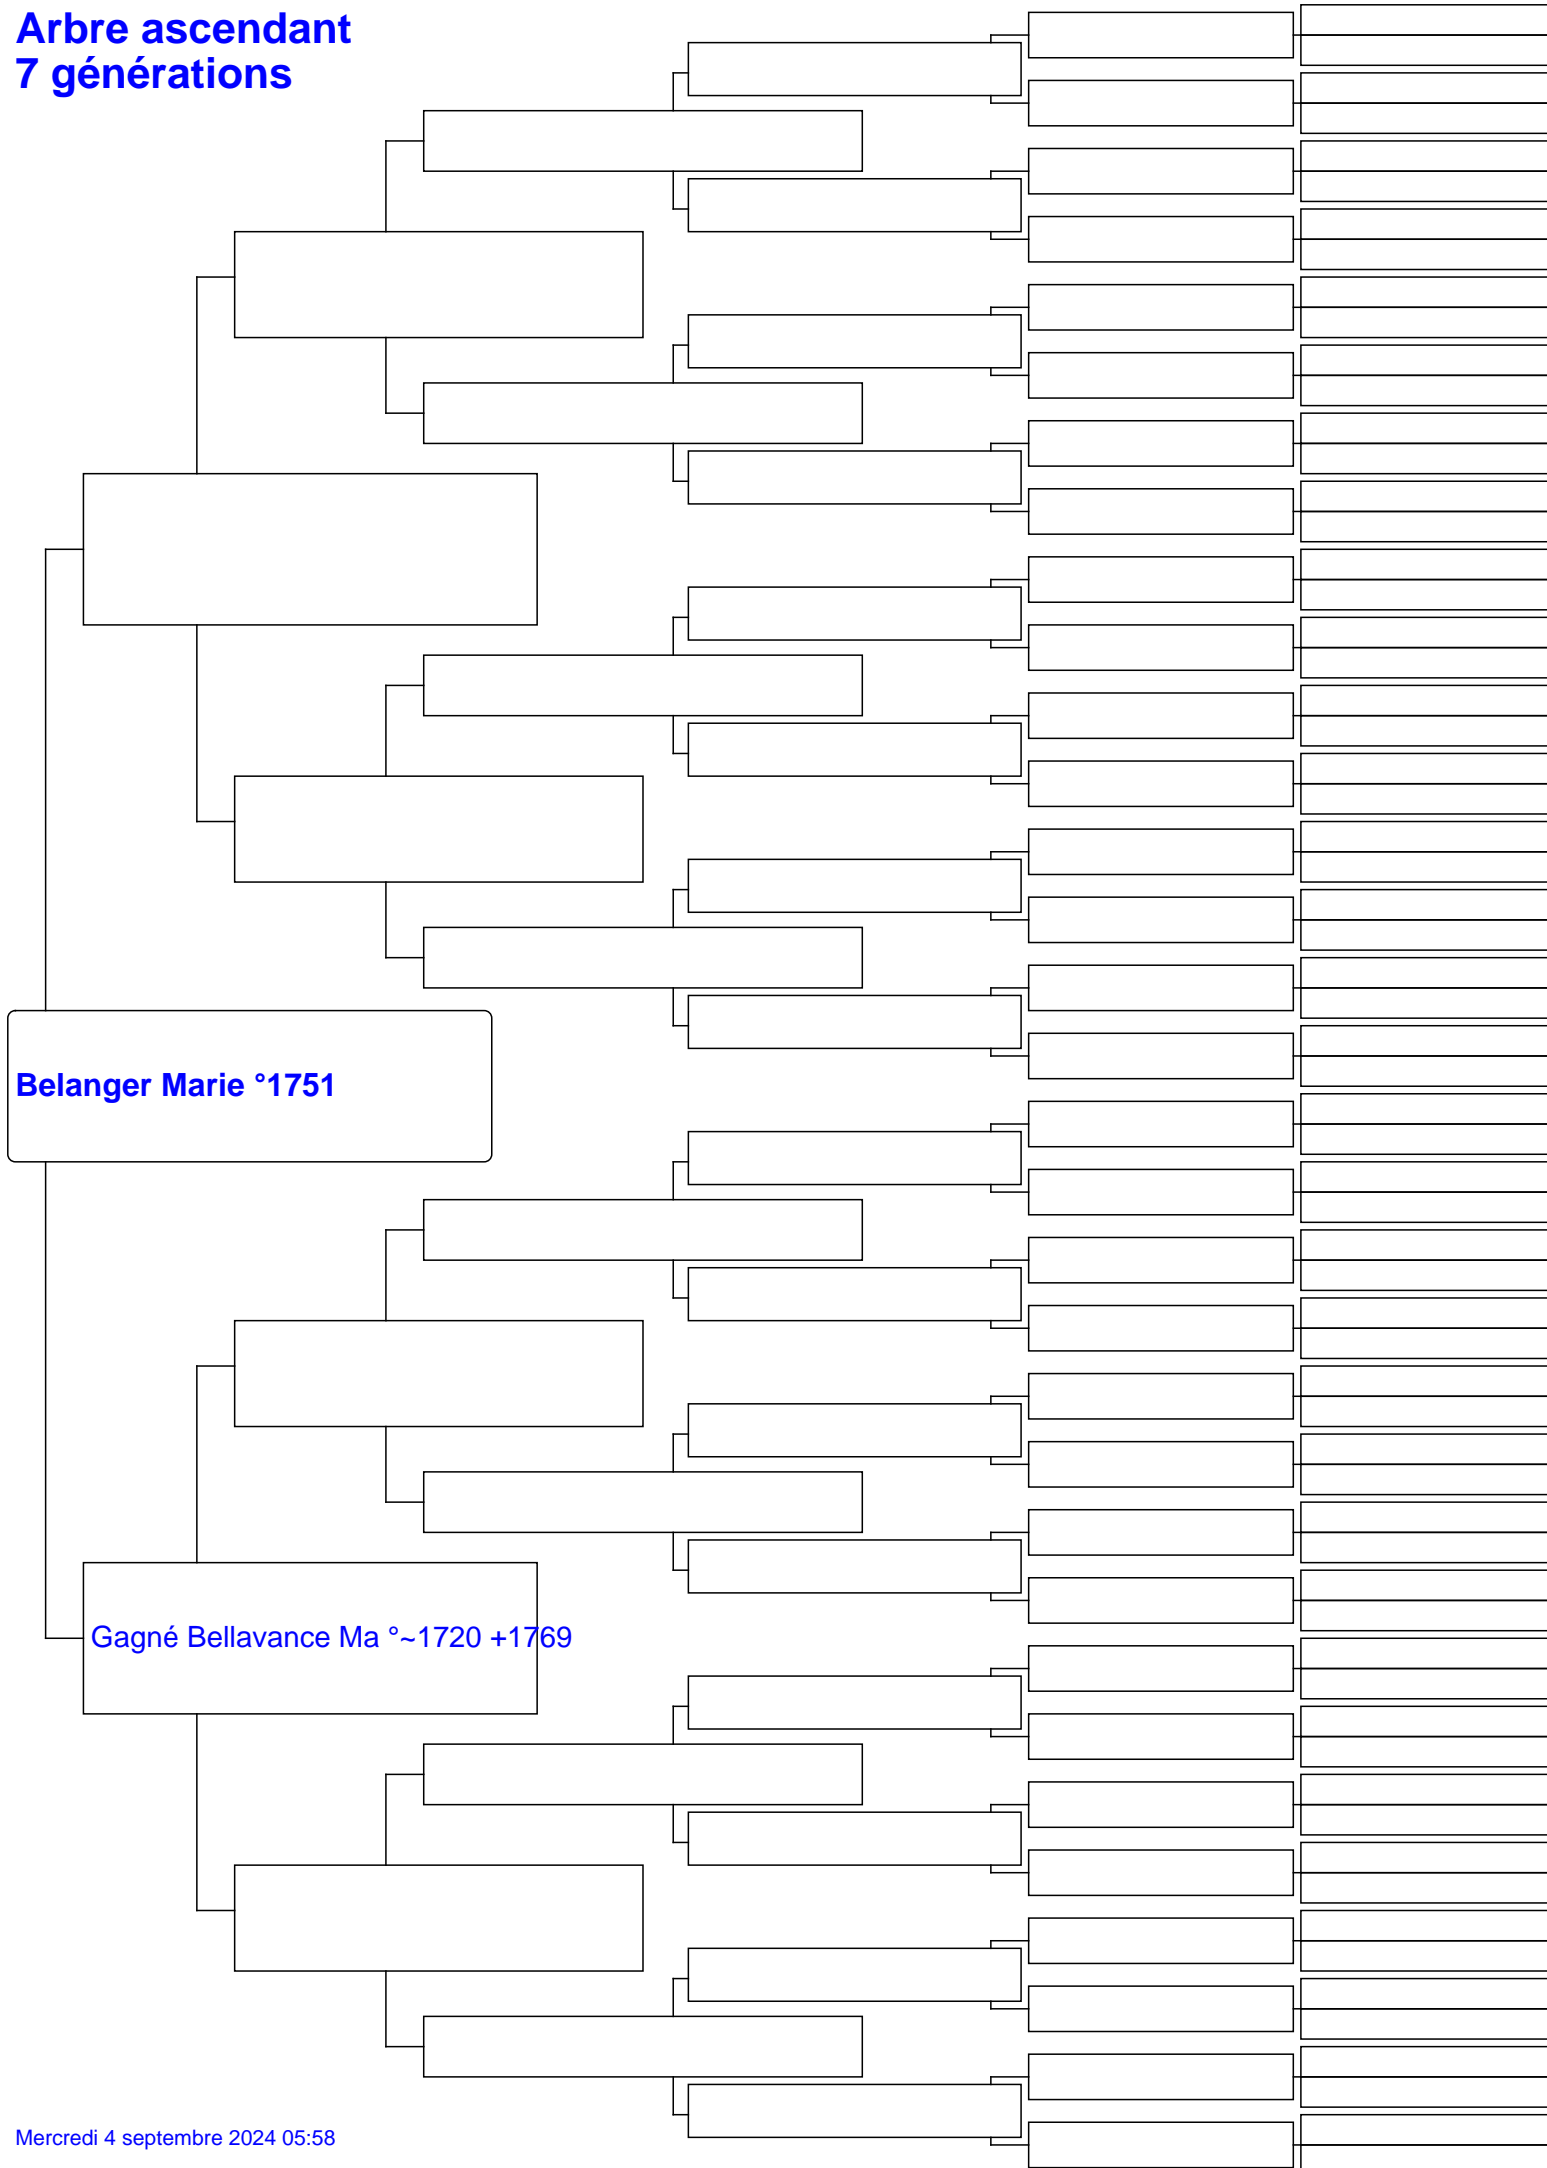 Arbre ascendant
7 générations
Belanger Marie °1751
Gagné Bellavance Ma °~1720 +1769
Mercredi 4 septembre 2024 05:58